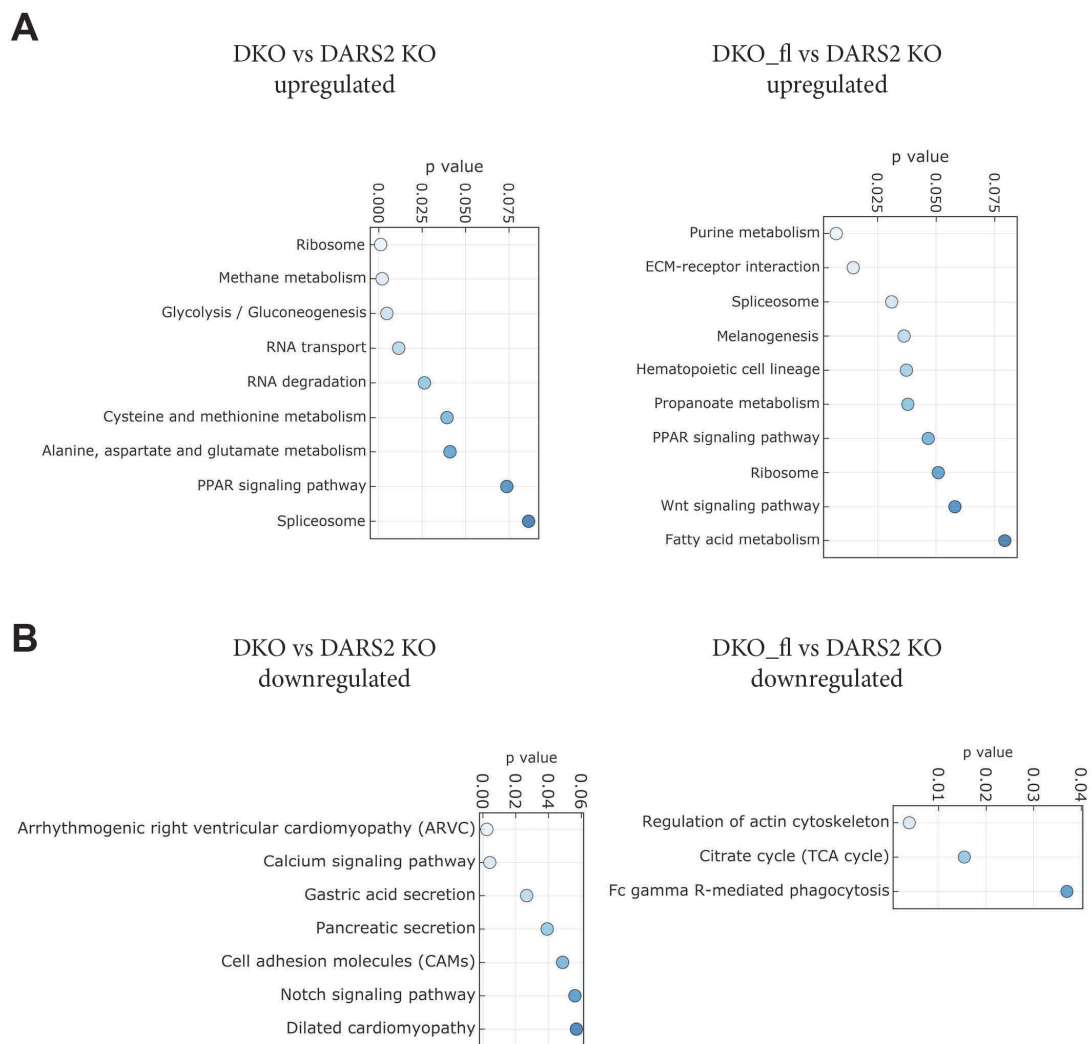 A
DKO vs DARS2 KO
upregulated
p value
0.000
0.025
0.050
0.075
Ribosome
Methane metabolism
Glycolysis / Gluconeogenesis
RNA transport
RNA degradation
Cysteine and methionine metabolism
Alanine, aspartate and glutamate metabolism
PPAR signaling pathway
Spliceosome
DKO_fl vs DARS2 KO
upregulated
p value
0.025
0.050
0.075
Purine metabolism
ECM-receptor interaction
Spliceosome
Melanogenesis
Hematopoietic cell lineage
Propanoate metabolism
PPAR signaling pathway
Ribosome
Wnt signaling pathway
Fatty acid metabolism
B
DKO vs DARS2 KO
downregulated
p value
0.00
0.02
0.04
0.06
Arrhythmogenic right ventricular cardiomyopathy (ARVC)
Calcium signaling pathway
Gastric acid secretion
Pancreatic secretion
Cell adhesion molecules (CAMs)
Notch signaling pathway
Dilated cardiomyopathy
DKO_fl vs DARS2 KO
downregulated
p value
0.01
0.02
0.03
0.04
Regulation of actin cytoskeleton
Citrate cycle (TCA cycle)
Fc gamma R-mediated phagocytosis